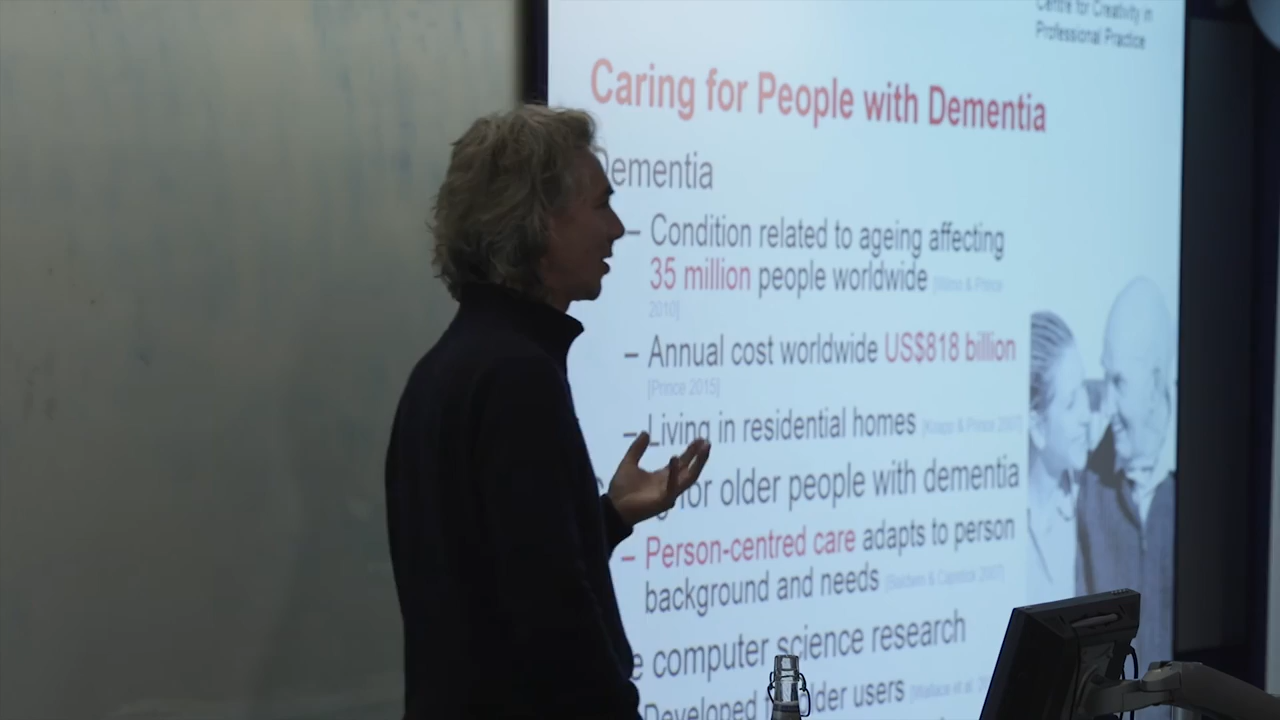 Centre for Creativity in
Professional Practice
Caring for People with Dementia
Dementia
– Condition related to ageing affecting
35 million people worldwide
2010]
– Annual cost worldwide US$818 billion
[Prince 2015]
– Living in residential homes
for older people with dementia
– Person-centred care adapts to person
background and needs
computer science research
Developed older users